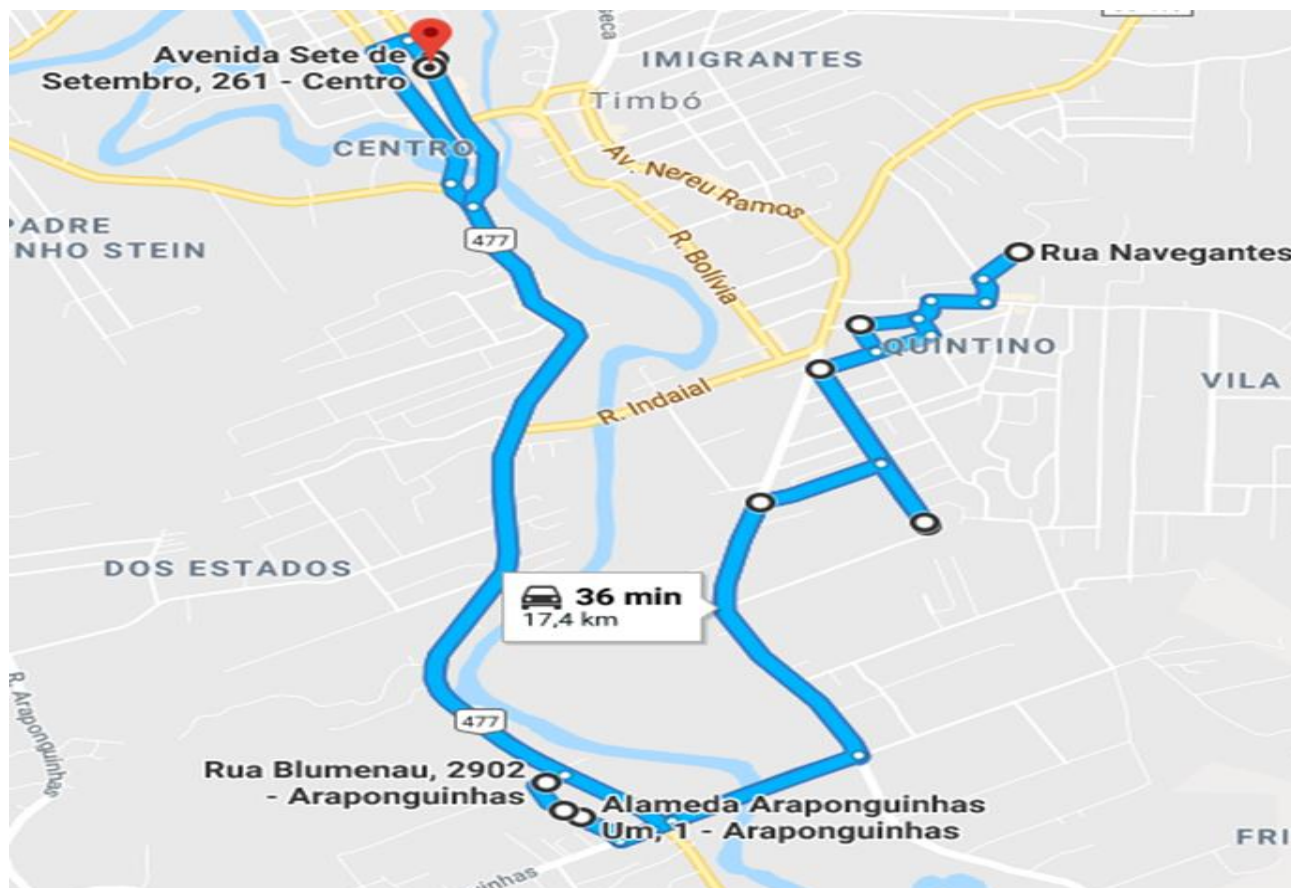 Avenida Sete de
Setembro, 261 - Centro
IMIGRANTES
Timbó
CENTRO
Av. Nereu Ramos
PADRE
NHO STEIN
477
R. Bolívia
Rua Navegantes
QUINTINO
VILA
R. Indaial
DOS ESTADOS
36 min
17,4 km
R. Araponguinhas
477
Rua Blumenau, 2902
- Araponguinhas
Alameda Araponguinhas
Um, 1 - Araponguinhas
FRI
nhas